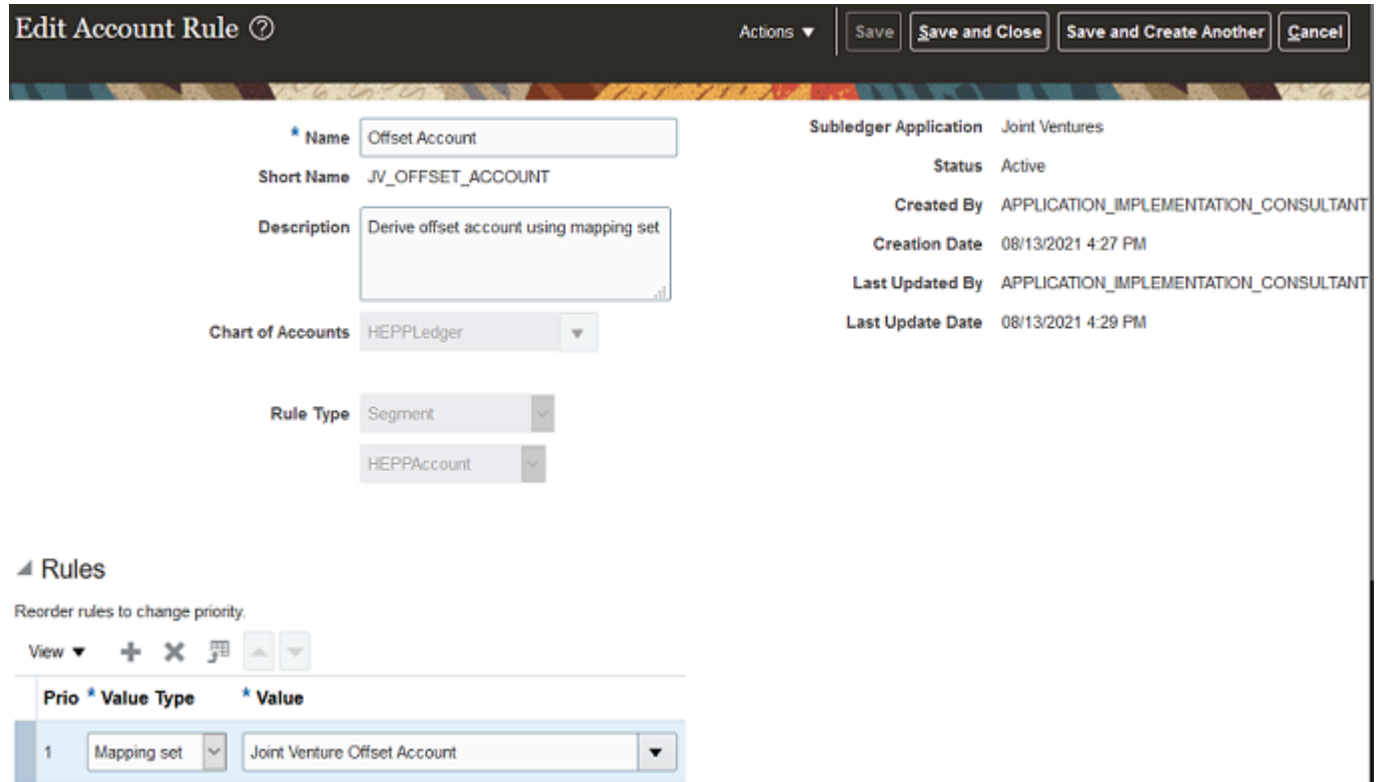 Edit Account Rule ?
Actions ▼ Save Save and Close Save and Create Another Cancel
* Name Offset Account
Short Name JV_OFFSET_ACCOUNT
Description Derive offset account using mapping set
Chart of Accounts HEPPLedger
Rule Type Segment
HEPPAccount
Subledger Application Joint Ventures
Status Active
Created By APPLICATION_IMPLEMENTATION_CONSULTANT
Creation Date 08/13/2021 4:27 PM
Last Updated By APPLICATION_IMPLEMENTATION_CONSULTANT
Last Update Date 08/13/2021 4:29 PM
Rules
Reorder rules to change priority.
View ▼
Prio * Value Type * Value
1 Mapping set Joint Venture Offset Account